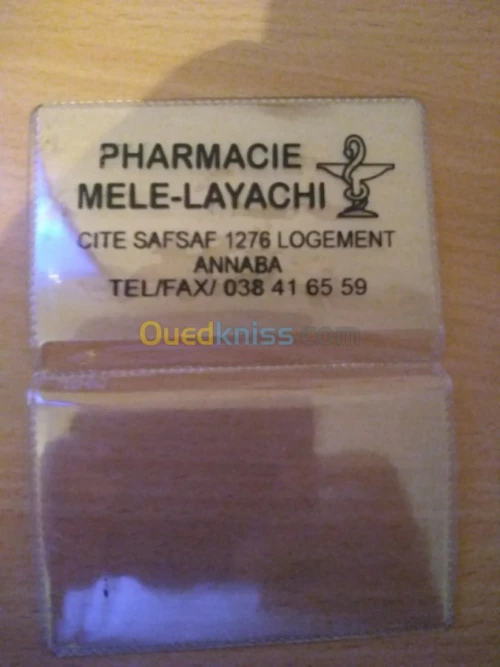 PHARMACIE
MELE-LAYACHI
CITE SAFSAF 1276 LOGEMENT
ANNABA
TEL/FAX/ 038 41 65 59
Ouedkniss.com